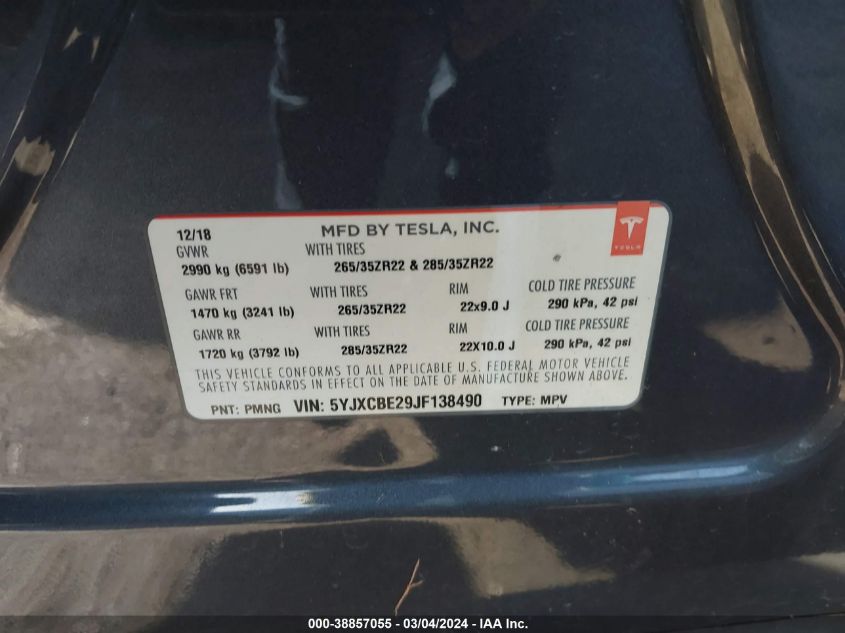 12/18 MFD BY TESLA, INC.
GVWR WITH TIRES
2990 kg (6591 lb) 265/35ZR22 & 285/35ZR22
TESLA
GAWR FRT WITH TIRES RIM COLD TIRE PRESSURE
1470 kg (3241 lb) 265/35ZR22 22x9.0 J 290 kPa, 42 psi
GAWR RR WITH TIRES RIM COLD TIRE PRESSURE
1720 kg (3792 lb) 285/35ZR22 22X10.0 J 290 kPa, 42 psi
THIS VEHICLE CONFORMS TO ALL APPLICABLE U.S. FEDERAL MOTOR VEHICLE
SAFETY STANDARDS IN EFFECT ON THE DATE OF MANUFACTURE SHOWN ABOVE.
PNT: PMNG VIN: 5YJXCBE29JF138490 TYPE: MPV
000-38857055 - 03/04/2024 - IAA Inc.